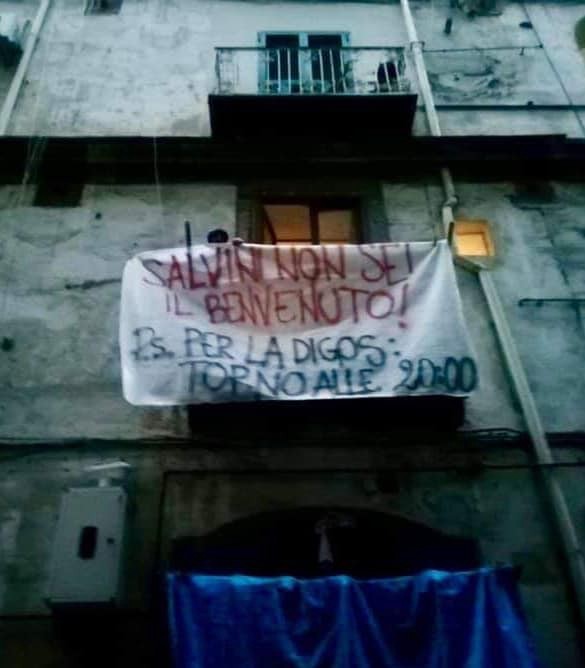 SALVINI NON SEI
IL BENVENUTO!
P.s. PER LA DIGOS:
TORNO ALLE 20:00